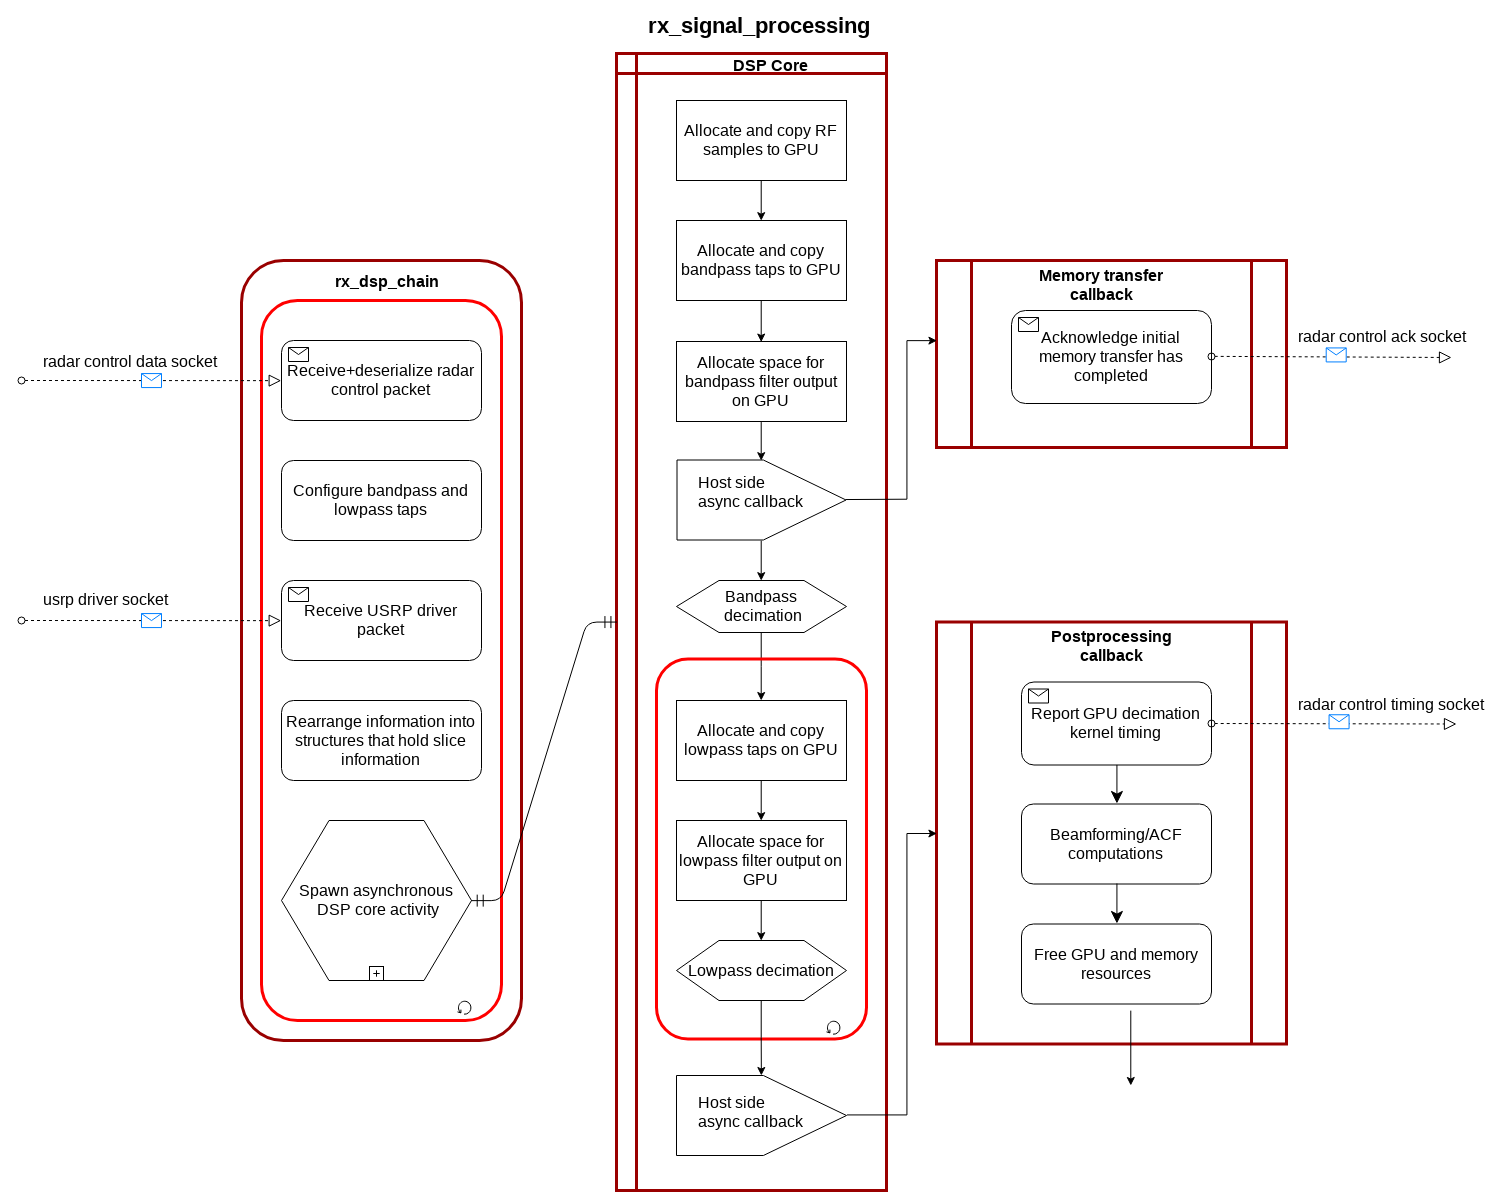 rx_signal_processing
rx_dsp_chain
radar control data socket
Receive+deserialize radar
control packet
Configure bandpass and
lowpass taps
usrp driver socket
Receive USRP driver
packet
Rearrange information into
structures that hold slice
information
Spawn asynchronous
DSP core activity
DSP Core
Allocate and copy RF
samples to GPU
Allocate and copy
bandpass taps to GPU
Allocate space for
bandpass filter output
on GPU
Host side
async callback
Bandpass
decimation
Allocate and copy
lowpass taps on GPU
Allocate space for
lowpass filter output on
GPU
Lowpass decimation
Host side
async callback
Memory transfer
callback
Acknowledge initial
memory transfer has
completed
radar control ack socket
Postprocessing
callback
Report GPU decimation
kernel timing
radar control timing socket
Beamforming/ACF
computations
Free GPU and memory
resources